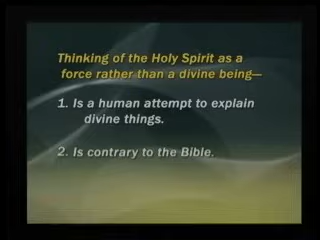 Thinking of the Holy Spirit as a
force rather than a divine being—
1. Is a human attempt to explain
divine things.
2. Is contrary to the Bible.